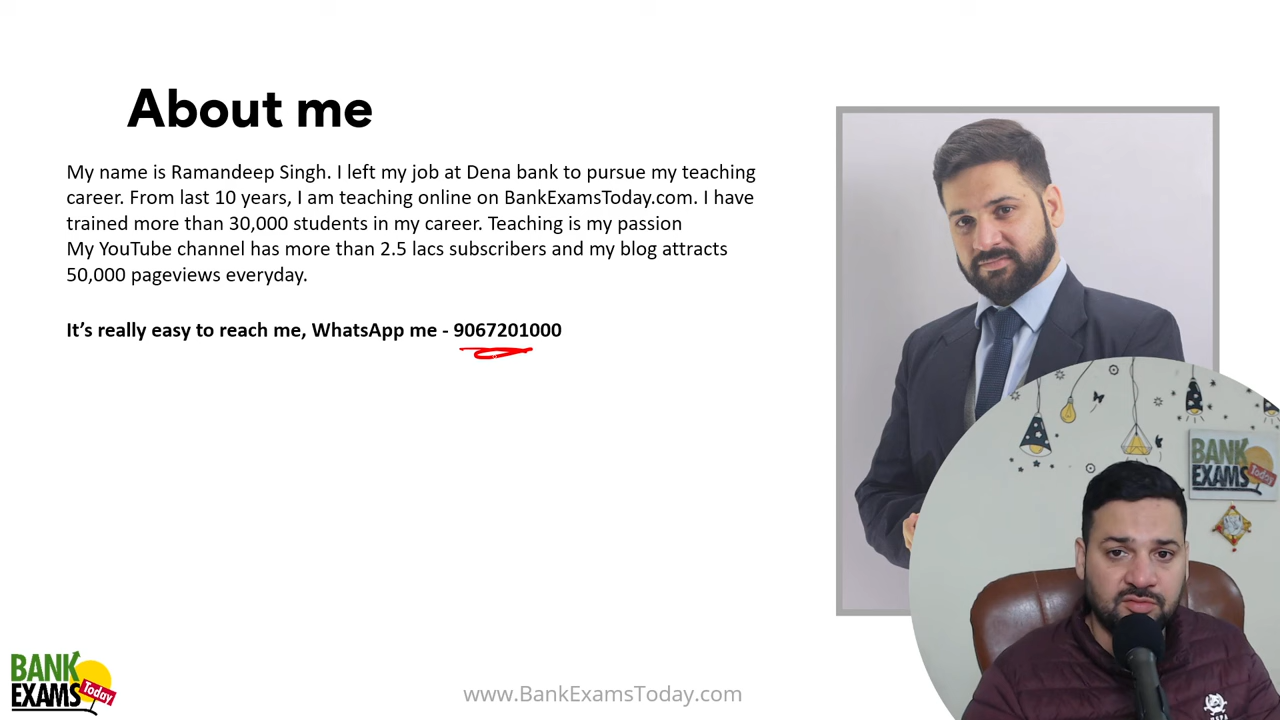 About me
My name is Ramandeep Singh. I left my job at Dena bank to pursue my teaching
career. From last 10 years, I am teaching online on BankExamsToday.com. I have
trained more than 30,000 students in my career. Teaching is my passion
My YouTube channel has more than 2.5 lacs subscribers and my blog attracts
50,000 pageviews everyday.
It’s really easy to reach me, WhatsApp me - 9067201000
BANK
EXAMS
Today
BANK
EXAMS
Today
www.BankExamsToday.com